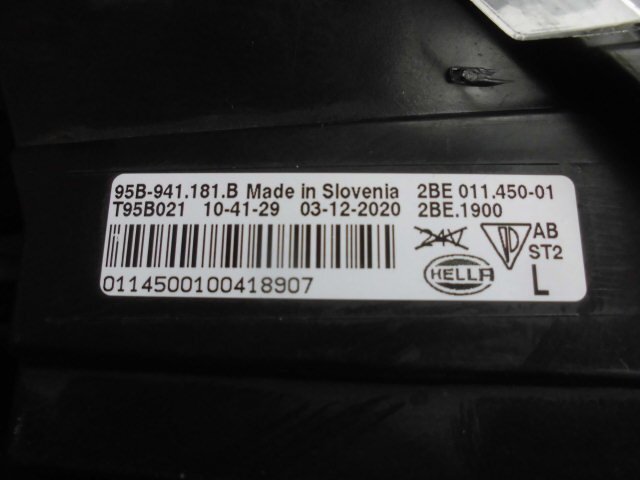 95B-941.181.B Made in Slovenia 2BE 011.450-01
T95B021 10-41-29 03-12-2020 2BE.1900
24V AB
ST2
HELLA L
0114500100418907